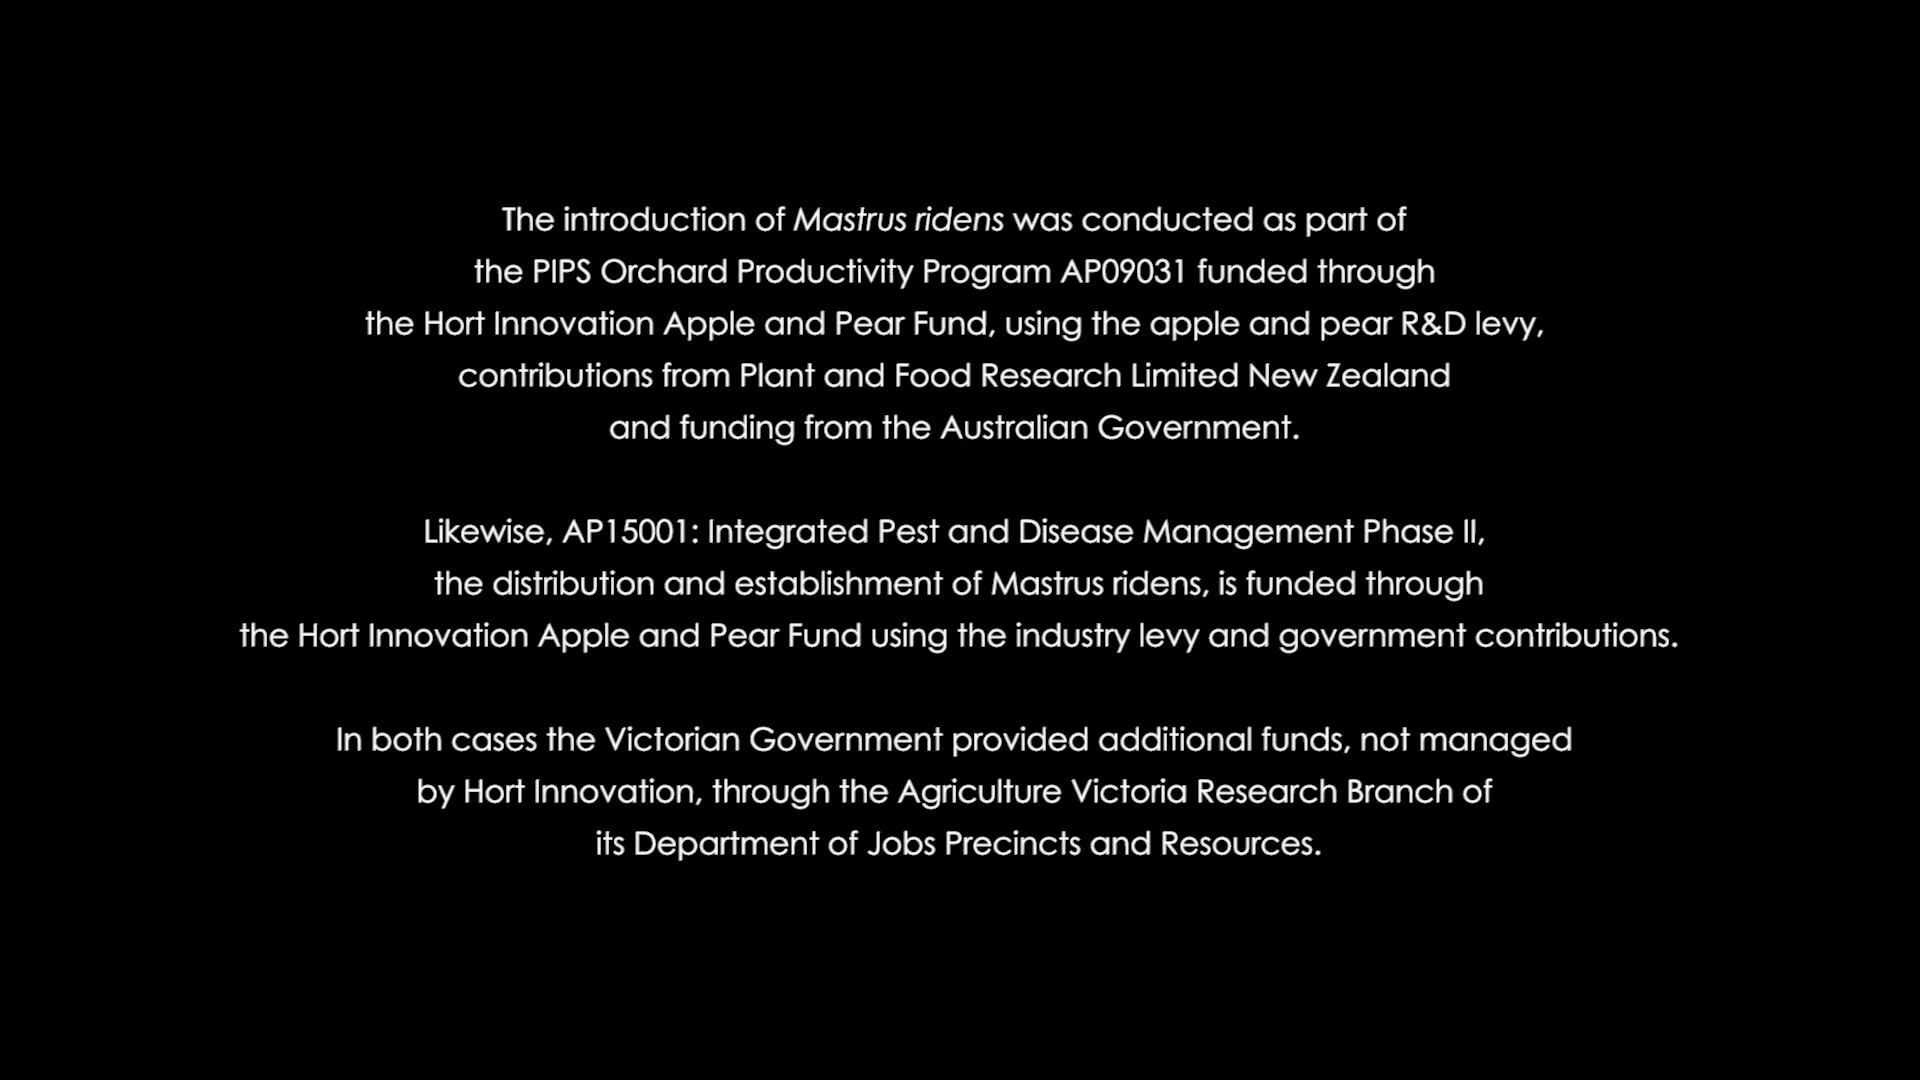 The introduction of Mastrus ridens was conducted as part of
the PIPS Orchard Productivity Program AP09031 funded through
the Hort Innovation Apple and Pear Fund, using the apple and pear R&D levy,
contributions from Plant and Food Research Limited New Zealand
and funding from the Australian Government.
Likewise, AP15001: Integrated Pest and Disease Management Phase II,
the distribution and establishment of Mastrus ridens, is funded through
the Hort Innovation Apple and Pear Fund using the industry levy and government contributions.
In both cases the Victorian Government provided additional funds, not managed
by Hort Innovation, through the Agriculture Victoria Research Branch of
its Department of Jobs Precincts and Resources.